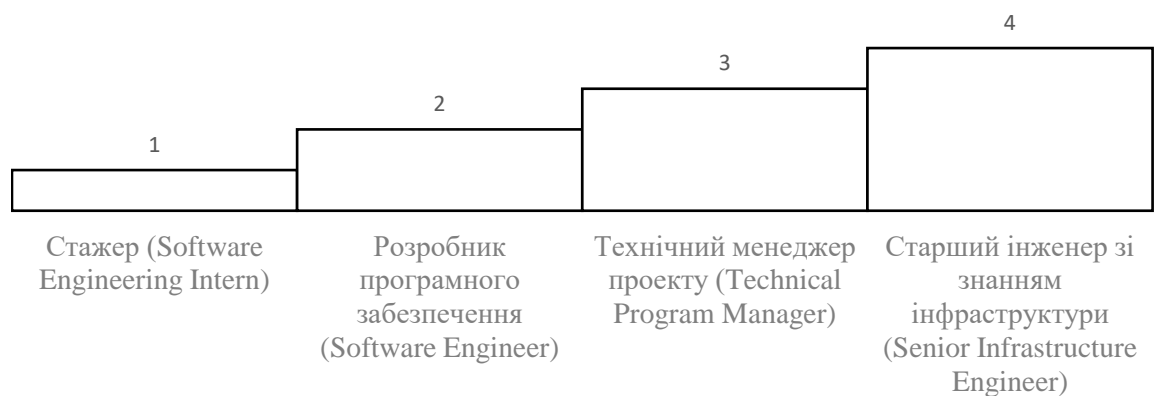 4
3
2
1
Стажер (Software
Engineering Intern)
Розробник
програмного
забезпечення
(Software Engineer)
Технічний менеджер
проекту (Technical
Program Manager)
Старший інженер зі
знанням
інфраструктури
(Senior Infrastructure
Engineer)